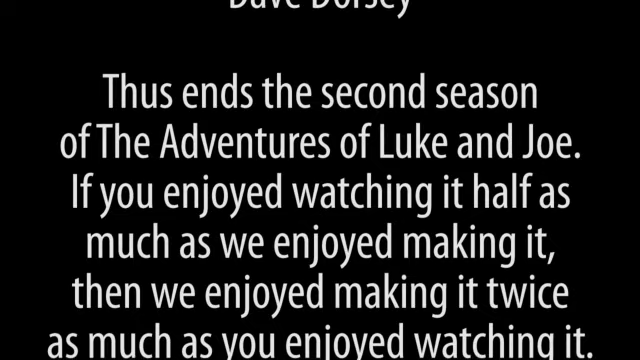 Dave Dorsey
Thus ends the second season
of The Adventures of Luke and Joe.
If you enjoyed watching it half as
much as we enjoyed making it,
then we enjoyed making it twice
as much as you enjoyed watching it.